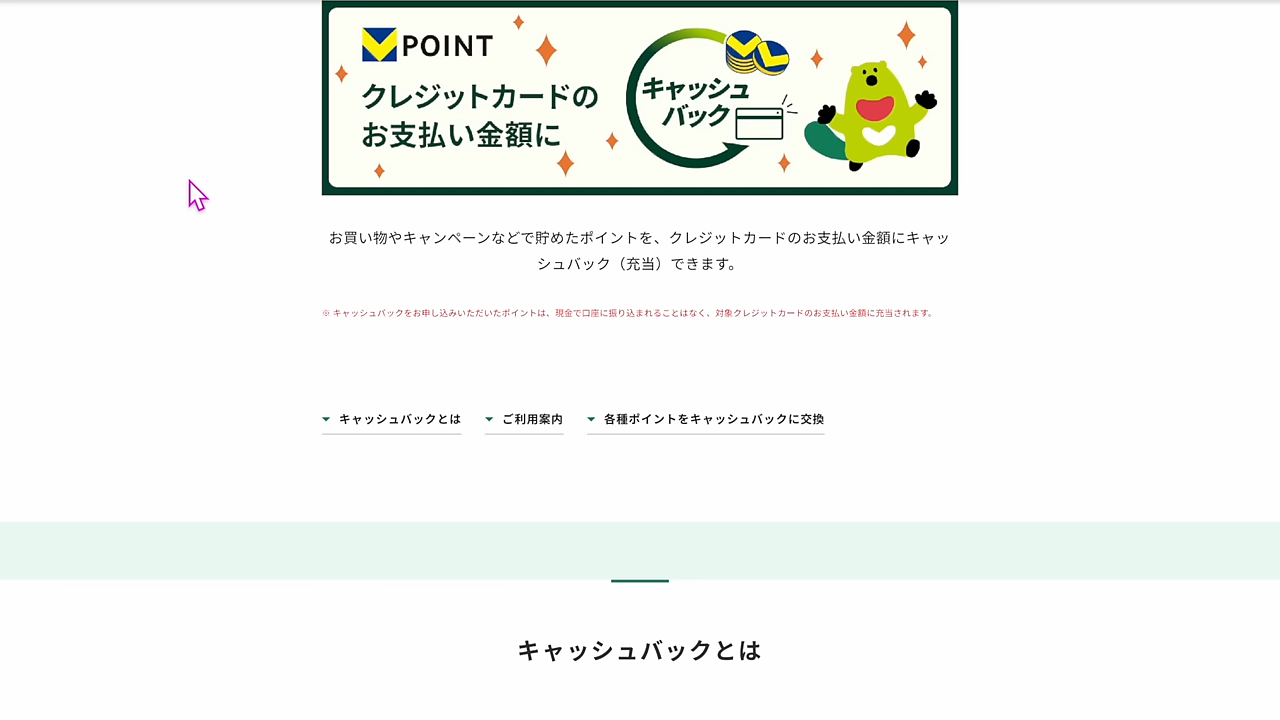 POINT
クレジットカードの
お支払い金額に
キャッシュ
バック
お買い物やキャンペーンなどで貯めたポイントを、クレジットカードのお支払い金額にキャッ
シュバック（充当）できます。
※ キャッシュバックをお申し込みいただいたポイントは、現金で口座に振り込まれることはなく、対象クレジットカードのお支払い金額に充当されます。
キャッシュバックとは
ご利用案内
各種ポイントをキャッシュバックに交換
キャッシュバックとは